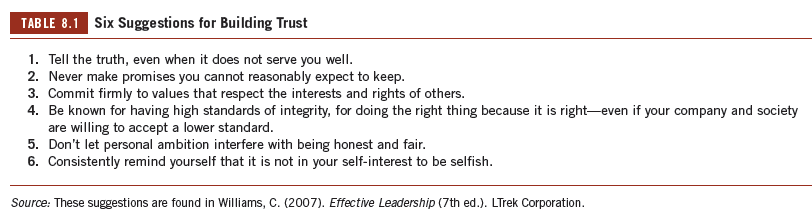 TABLE 8.1 Six Suggestions for Building Trust
1. Tell the truth, even when it does not serve you well.
2. Never make promises you cannot reasonably expect to keep.
3. Commit firmly to values that respect the interests and rights of others.
4. Be known for having high standards of integrity, for doing the right thing because it is right—even if your company and society
are willing to accept a lower standard.
5. Don't let personal ambition interfere with being honest and fair.
6. Consistently remind yourself that it is not in your self-interest to be selfish.
Source: These suggestions are found in Williams, C. (2007). Effective Leadership (7th ed.). LTrek Corporation.